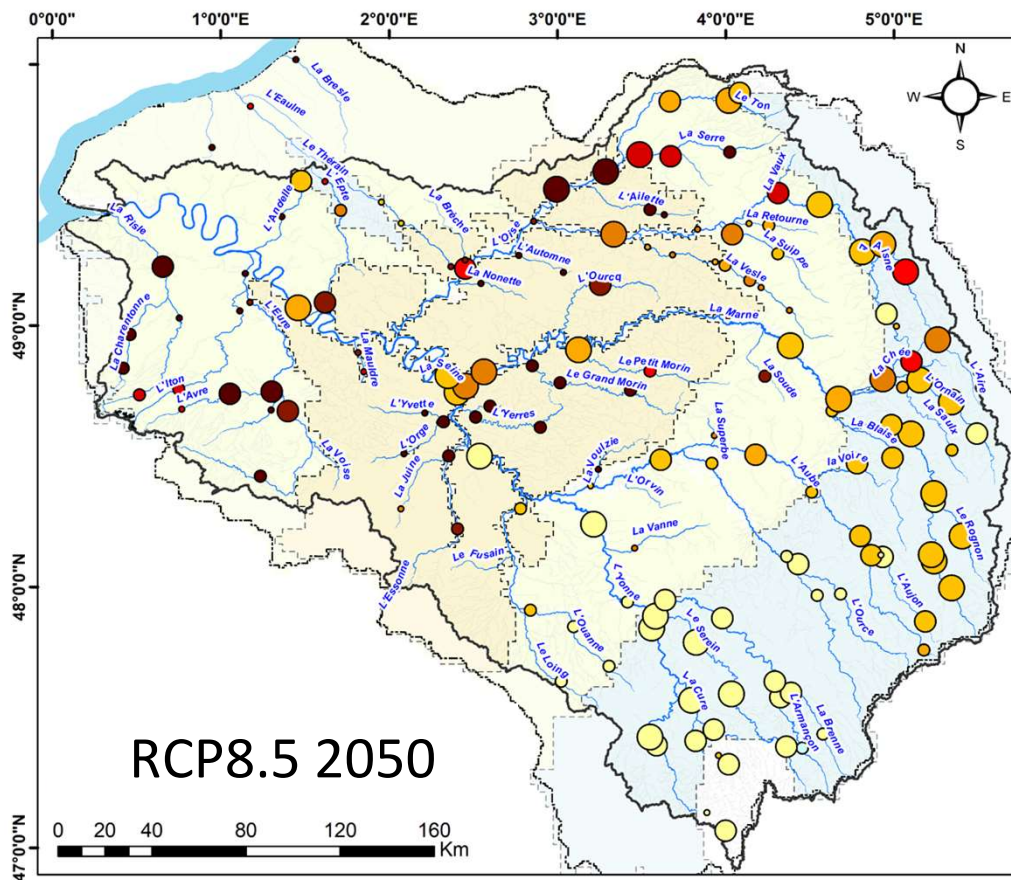 0°0'0"E 1°0'0"E 2°0'0"E 3°0'0"E 4°0'0"E 5°0'0"E
N
W E
S
La Bresle
L'Eaulne
Le Ton
La Serre
Le Thérain
L'Epte
L'Andelle
La Vaux
La Brèche
L'Ailette
La Risle
L'Oise
La Retourne
La Suippe
L'Automne
L'Aisne
La Vesle
La Nonette
L'Ourcq
49°0'0"N
L'Eure
La Marne
La Charentonne
La Mauldre
La Seine
Le Petit Morin
La Chée
L'Aire
Le Grand Morin
La Soude
L'Ornain
L'Iton
L'Avre
L'Yvette
L'Yerres
La Saulx
L'Orge
La Superbe
La Blaise
La Voise
La Voulzie
la Voire
La Juine
L'Orvin
L'Aube
Le Rognon
La Vanne
Le Fusain
48°0'0"N
L'Essonne
L'Yonne
L'Aujon
L'Ource
L'Ouanne
Le Serein
Le Loing
La Cure
L'Armançon
La Brenne
RCP8.5 2050
0 10 20 40 80 120 160
Km
47°0'0"N